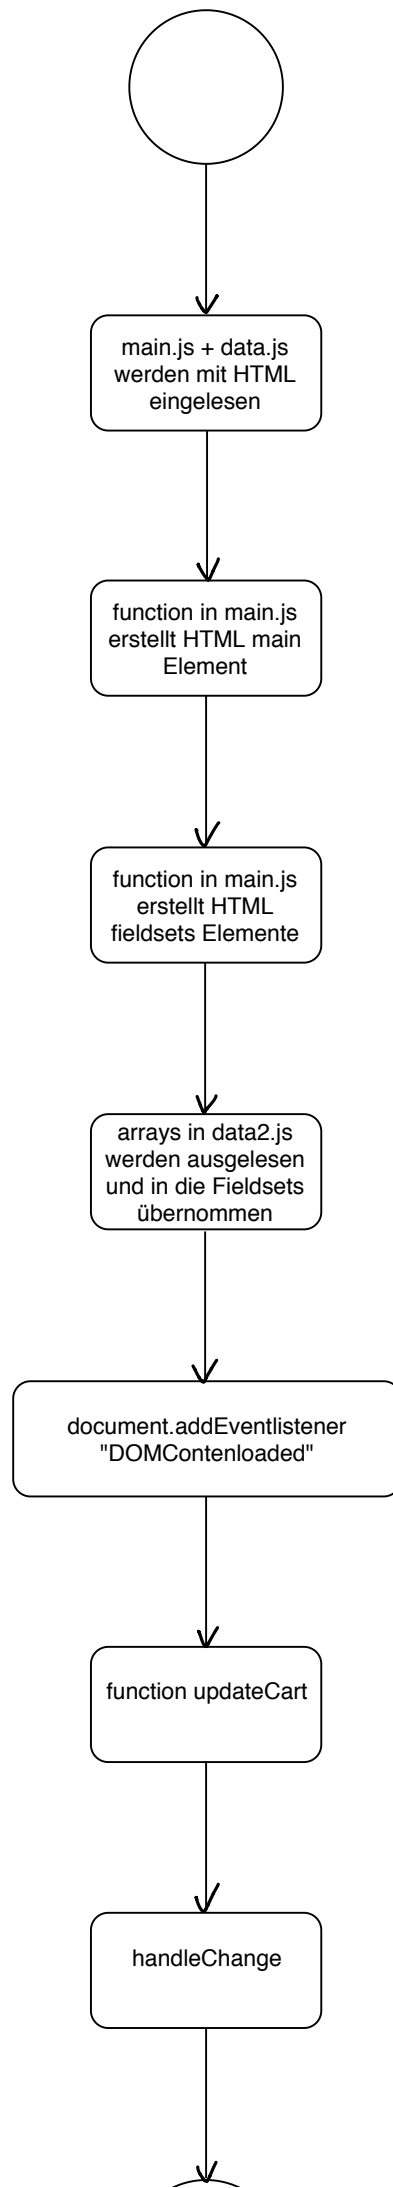 main.js + data.js
werden mit HTML
eingelesen
function in main.js
erstellt HTML main
Element
function in main.js
erstellt HTML
fieldsets Elemente
arrays in data2.js
werden ausgelesen
und in die Fieldsets
übernommen
document.addEventlistener
"DOMContenloaded"
function updateCart
handleChange